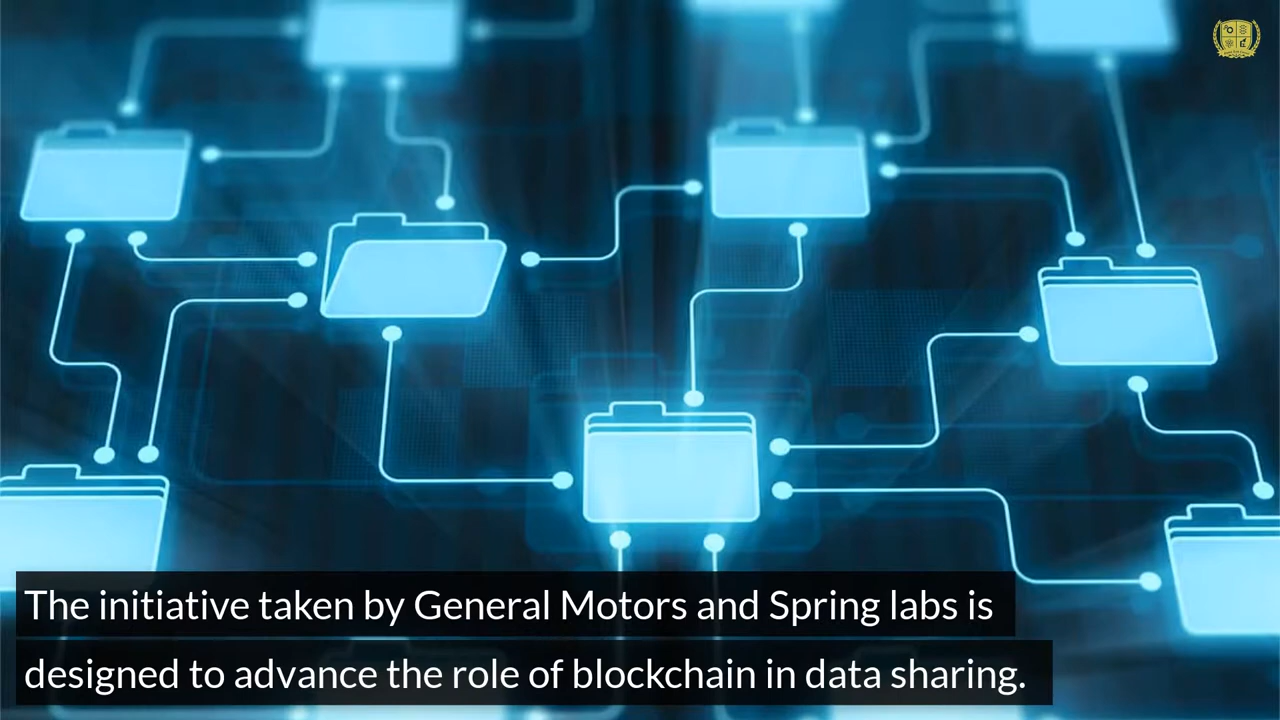 The initiative taken by General Motors and Spring labs is
designed to advance the role of blockchain in data sharing.